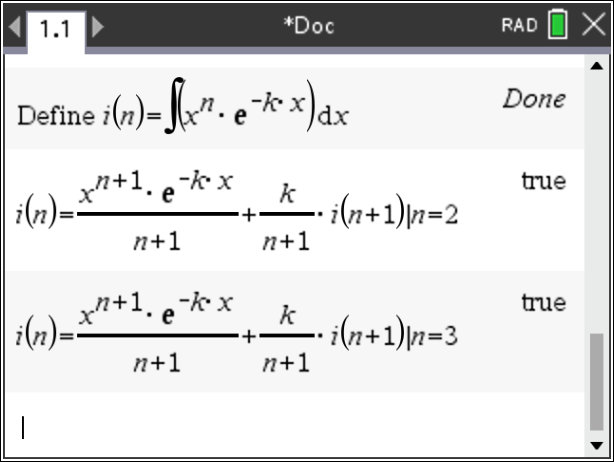 1.1 *Doc RAD
Define i(n)=∫(xⁿ·e^(-k·x))dx Done
i(n)=(x^(n+1)·e^(-k·x))/(n+1)+k/(n+1)·i(n+1)|n=2 true
i(n)=(x^(n+1)·e^(-k·x))/(n+1)+k/(n+1)·i(n+1)|n=3 true